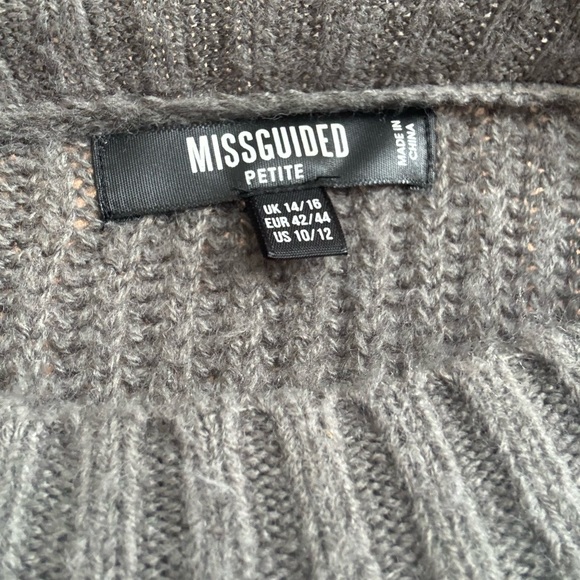 MISSGUIDED
PETITE
MADE IN
CHINA
UK 14/16
EUR 42/44
US 10/12